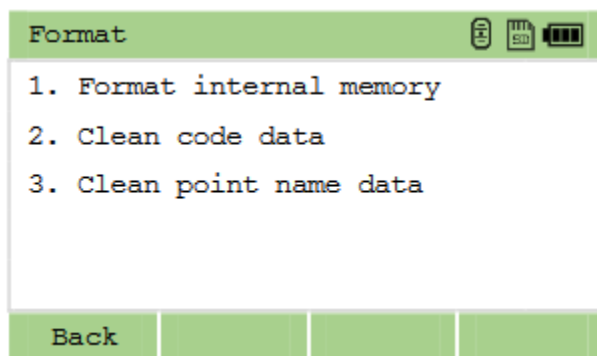 Format
1. Format internal memory
2. Clean code data
3. Clean point name data
Back